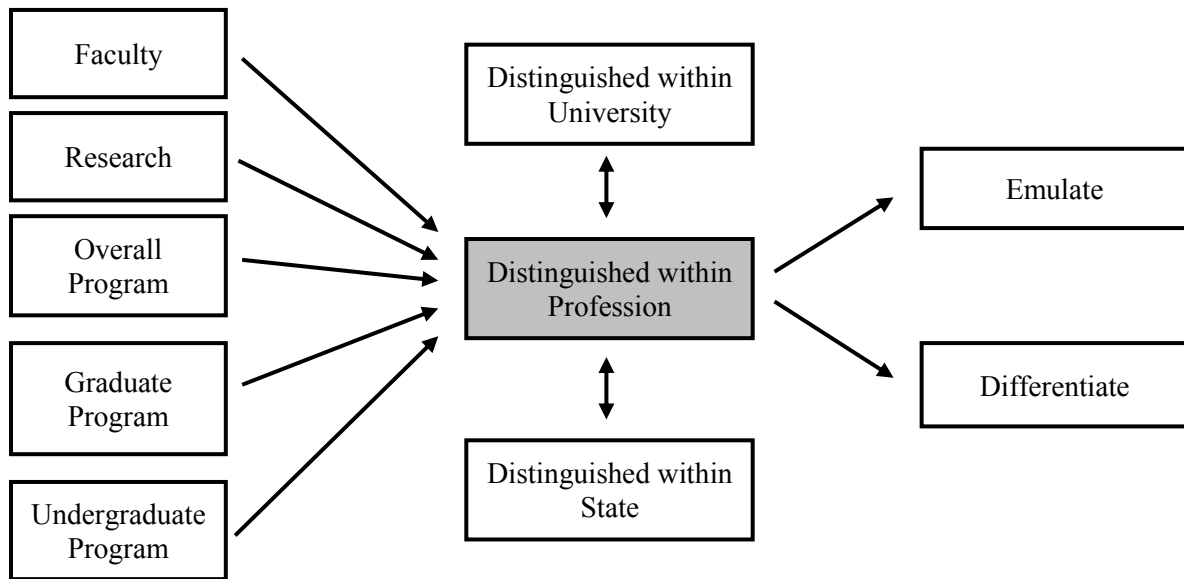 Faculty
Research
Overall
Program
Graduate
Program
Undergraduate
Program
Distinguished within
University
Distinguished within
Profession
Distinguished within
State
Emulate
Differentiate